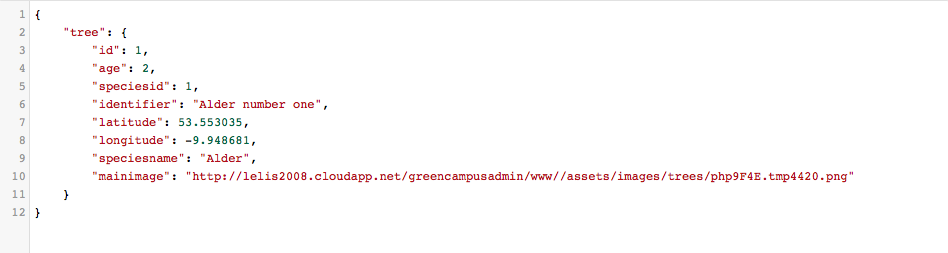 1 {
2 "tree": {
3 "id": 1,
4 "age": 2,
5 "speciesid": 1,
6 "identifier": "Alder number one",
7 "latitude": 53.553035,
8 "longitude": -9.948681,
9 "speciesname": "Alder",
10 "mainimage": "http://lelis2008.cloudapp.net/greencampusadmin/www//assets/images/trees/php9F4E.tmp4420.png"
11 }
12 }